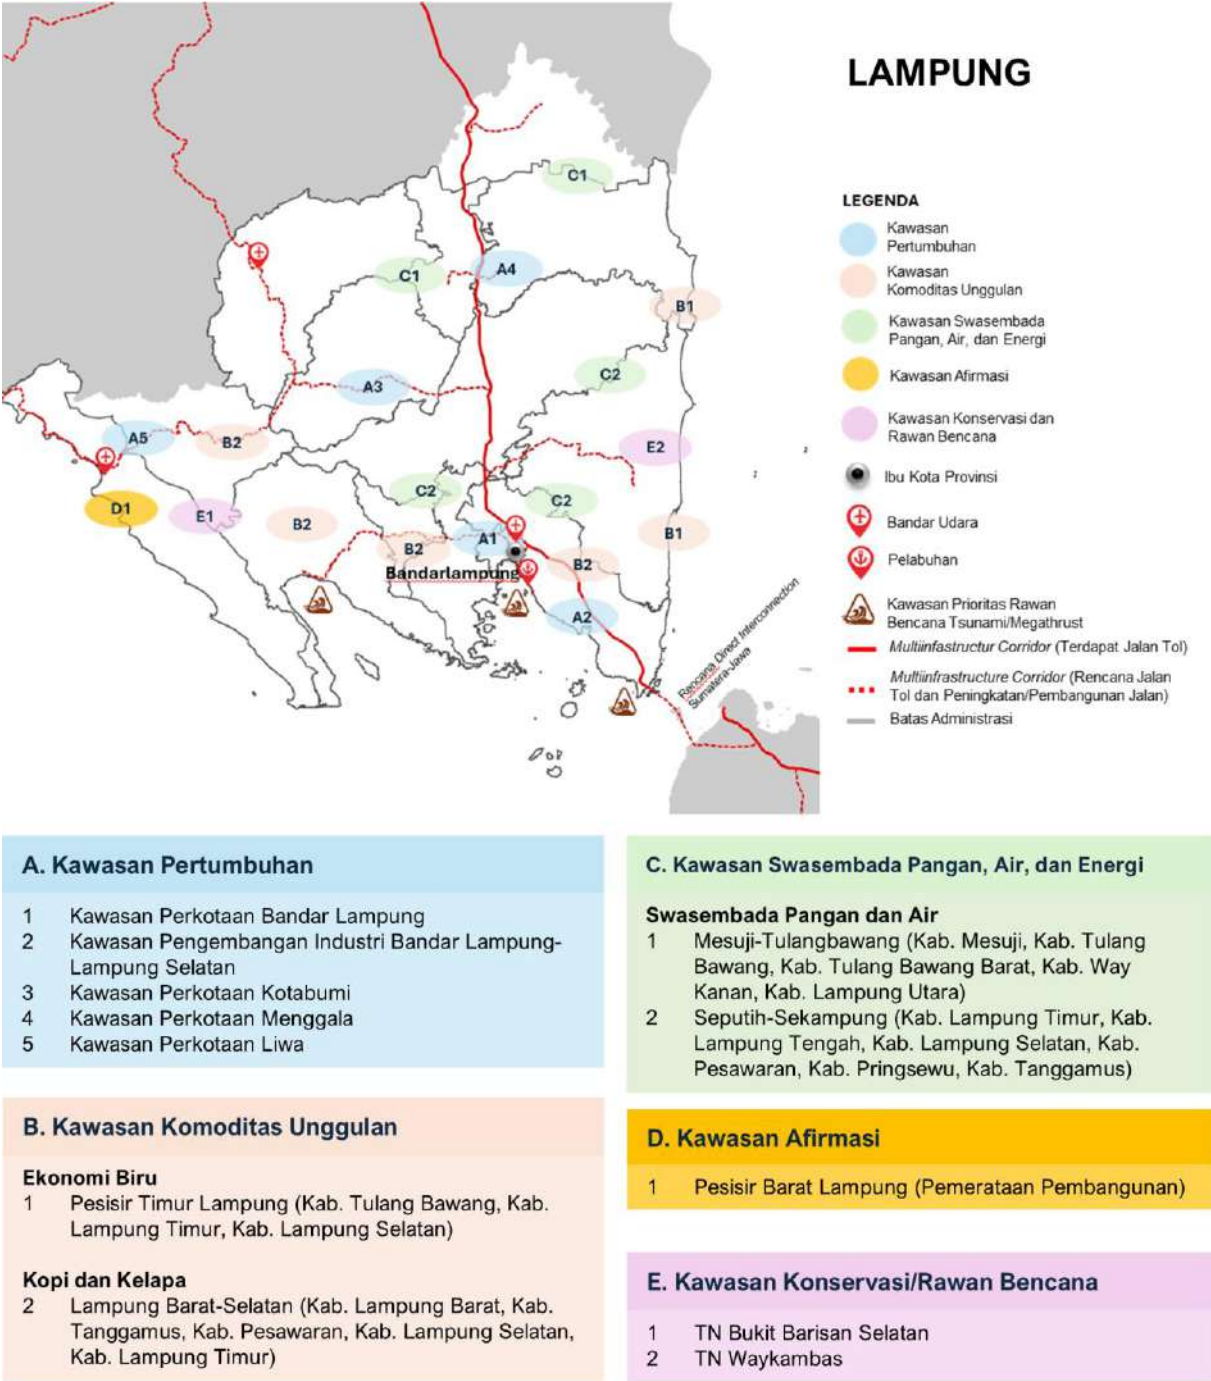 LAMPUNG
C1
C1
A4
B1
C2
A3
A5
B2
E2
D1
E1
B2
C2
C2
A1
B2
B2
B1
Bandarlampung
A2
Rencana Direct Interconnection
Sumatera-Jawa
LEGENDA
Kawasan
Pertumbuhan
Kawasan
Komoditas Unggulan
Kawasan Swasembada
Pangan, Air, dan Energi
Kawasan Afirmasi
Kawasan Konservasi dan
Rawan Bencana
Ibu Kota Provinsi
Bandar Udara
Pelabuhan
Kawasan Prioritas Rawan
Bencana Tsunami/Megathrust
Multiinfastructur Corridor (Terdapat Jalan Tol)
Multiinfrastructure Corridor (Rencana Jalan
Tol dan Peningkatan/Pembangunan Jalan)
Batas Administrasi
A. Kawasan Pertumbuhan
1 Kawasan Perkotaan Bandar Lampung
2 Kawasan Pengembangan Industri Bandar Lampung-
Lampung Selatan
3 Kawasan Perkotaan Kotabumi
4 Kawasan Perkotaan Menggala
5 Kawasan Perkotaan Liwa
B. Kawasan Komoditas Unggulan
Ekonomi Biru
1 Pesisir Timur Lampung (Kab. Tulang Bawang, Kab.
Lampung Timur, Kab. Lampung Selatan)
Kopi dan Kelapa
2 Lampung Barat-Selatan (Kab. Lampung Barat, Kab.
Tanggamus, Kab. Pesawaran, Kab. Lampung Selatan,
Kab. Lampung Timur)
C. Kawasan Swasembada Pangan, Air, dan Energi
Swasembada Pangan dan Air
1 Mesuji-Tulangbawang (Kab. Mesuji, Kab. Tulang
Bawang, Kab. Tulang Bawang Barat, Kab. Way
Kanan, Kab. Lampung Utara)
2 Seputih-Sekampung (Kab. Lampung Timur, Kab.
Lampung Tengah, Kab. Lampung Selatan, Kab.
Pesawaran, Kab. Pringsewu, Kab. Tanggamus)
D. Kawasan Afirmasi
1 Pesisir Barat Lampung (Pemerataan Pembangunan)
E. Kawasan Konservasi/Rawan Bencana
1 TN Bukit Barisan Selatan
2 TN Waykambas